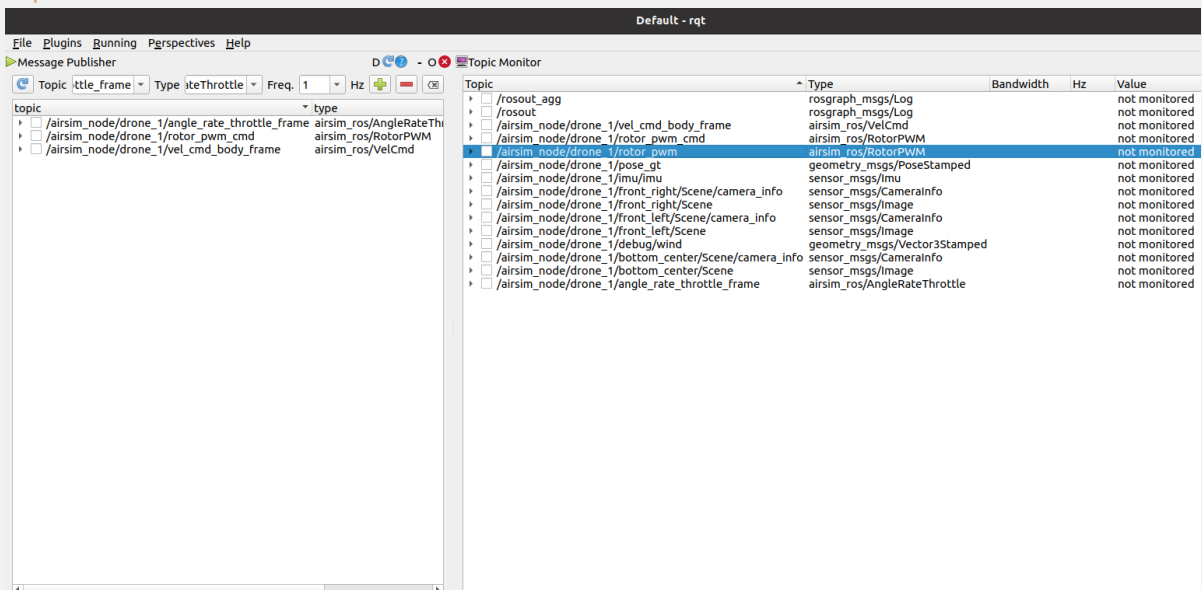 Default - rqt
File Plugins Running Perspectives Help
Message Publisher D - O
Topic ttle_frame Type iteThrottle Freq. 1 Hz
topic type
/airsim_node/drone_1/angle_rate_throttle_frame airsim_ros/AngleRateThr
/airsim_node/drone_1/rotor_pwm_cmd airsim_ros/RotorPWM
/airsim_node/drone_1/vel_cmd_body_frame airsim_ros/VelCmd
Topic Monitor
Topic Type Bandwidth Hz Value
/rosout_agg rosgraph_msgs/Log not monitored
/rosout rosgraph_msgs/Log not monitored
/airsim_node/drone_1/vel_cmd_body_frame airsim_ros/VelCmd not monitored
/airsim_node/drone_1/rotor_pwm_cmd airsim_ros/RotorPWM not monitored
/airsim_node/drone_1/rotor_pwm airsim_ros/RotorPWM not monitored
/airsim_node/drone_1/pose_gt geometry_msgs/PoseStamped not monitored
/airsim_node/drone_1/imu/imu sensor_msgs/Imu not monitored
/airsim_node/drone_1/front_right/Scene/camera_info sensor_msgs/CameraInfo not monitored
/airsim_node/drone_1/front_right/Scene sensor_msgs/Image not monitored
/airsim_node/drone_1/front_left/Scene/camera_info sensor_msgs/CameraInfo not monitored
/airsim_node/drone_1/front_left/Scene sensor_msgs/Image not monitored
/airsim_node/drone_1/debug/wind geometry_msgs/Vector3Stamped not monitored
/airsim_node/drone_1/bottom_center/Scene/camera_info sensor_msgs/CameraInfo not monitored
/airsim_node/drone_1/bottom_center/Scene sensor_msgs/Image not monitored
/airsim_node/drone_1/angle_rate_throttle_frame airsim_ros/AngleRateThrottle not monitored